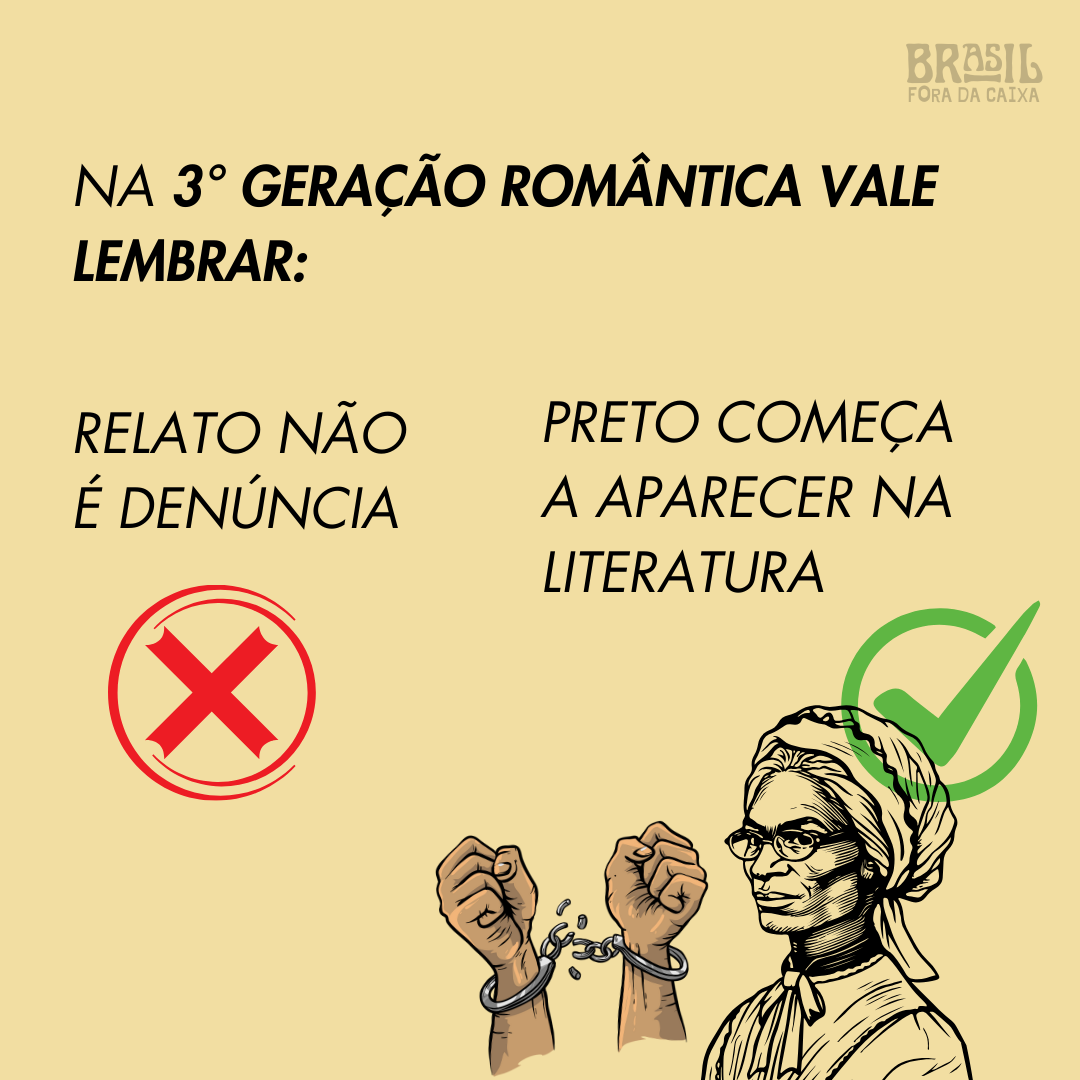 BRASIL
FORA DA CAIXA
NA 3° GERAÇÃO ROMÂNTICA VALE
LEMBRAR:
RELATO NÃO
É DENÚNCIA
PRETO COMEÇA
A APARECER NA
LITERATURA